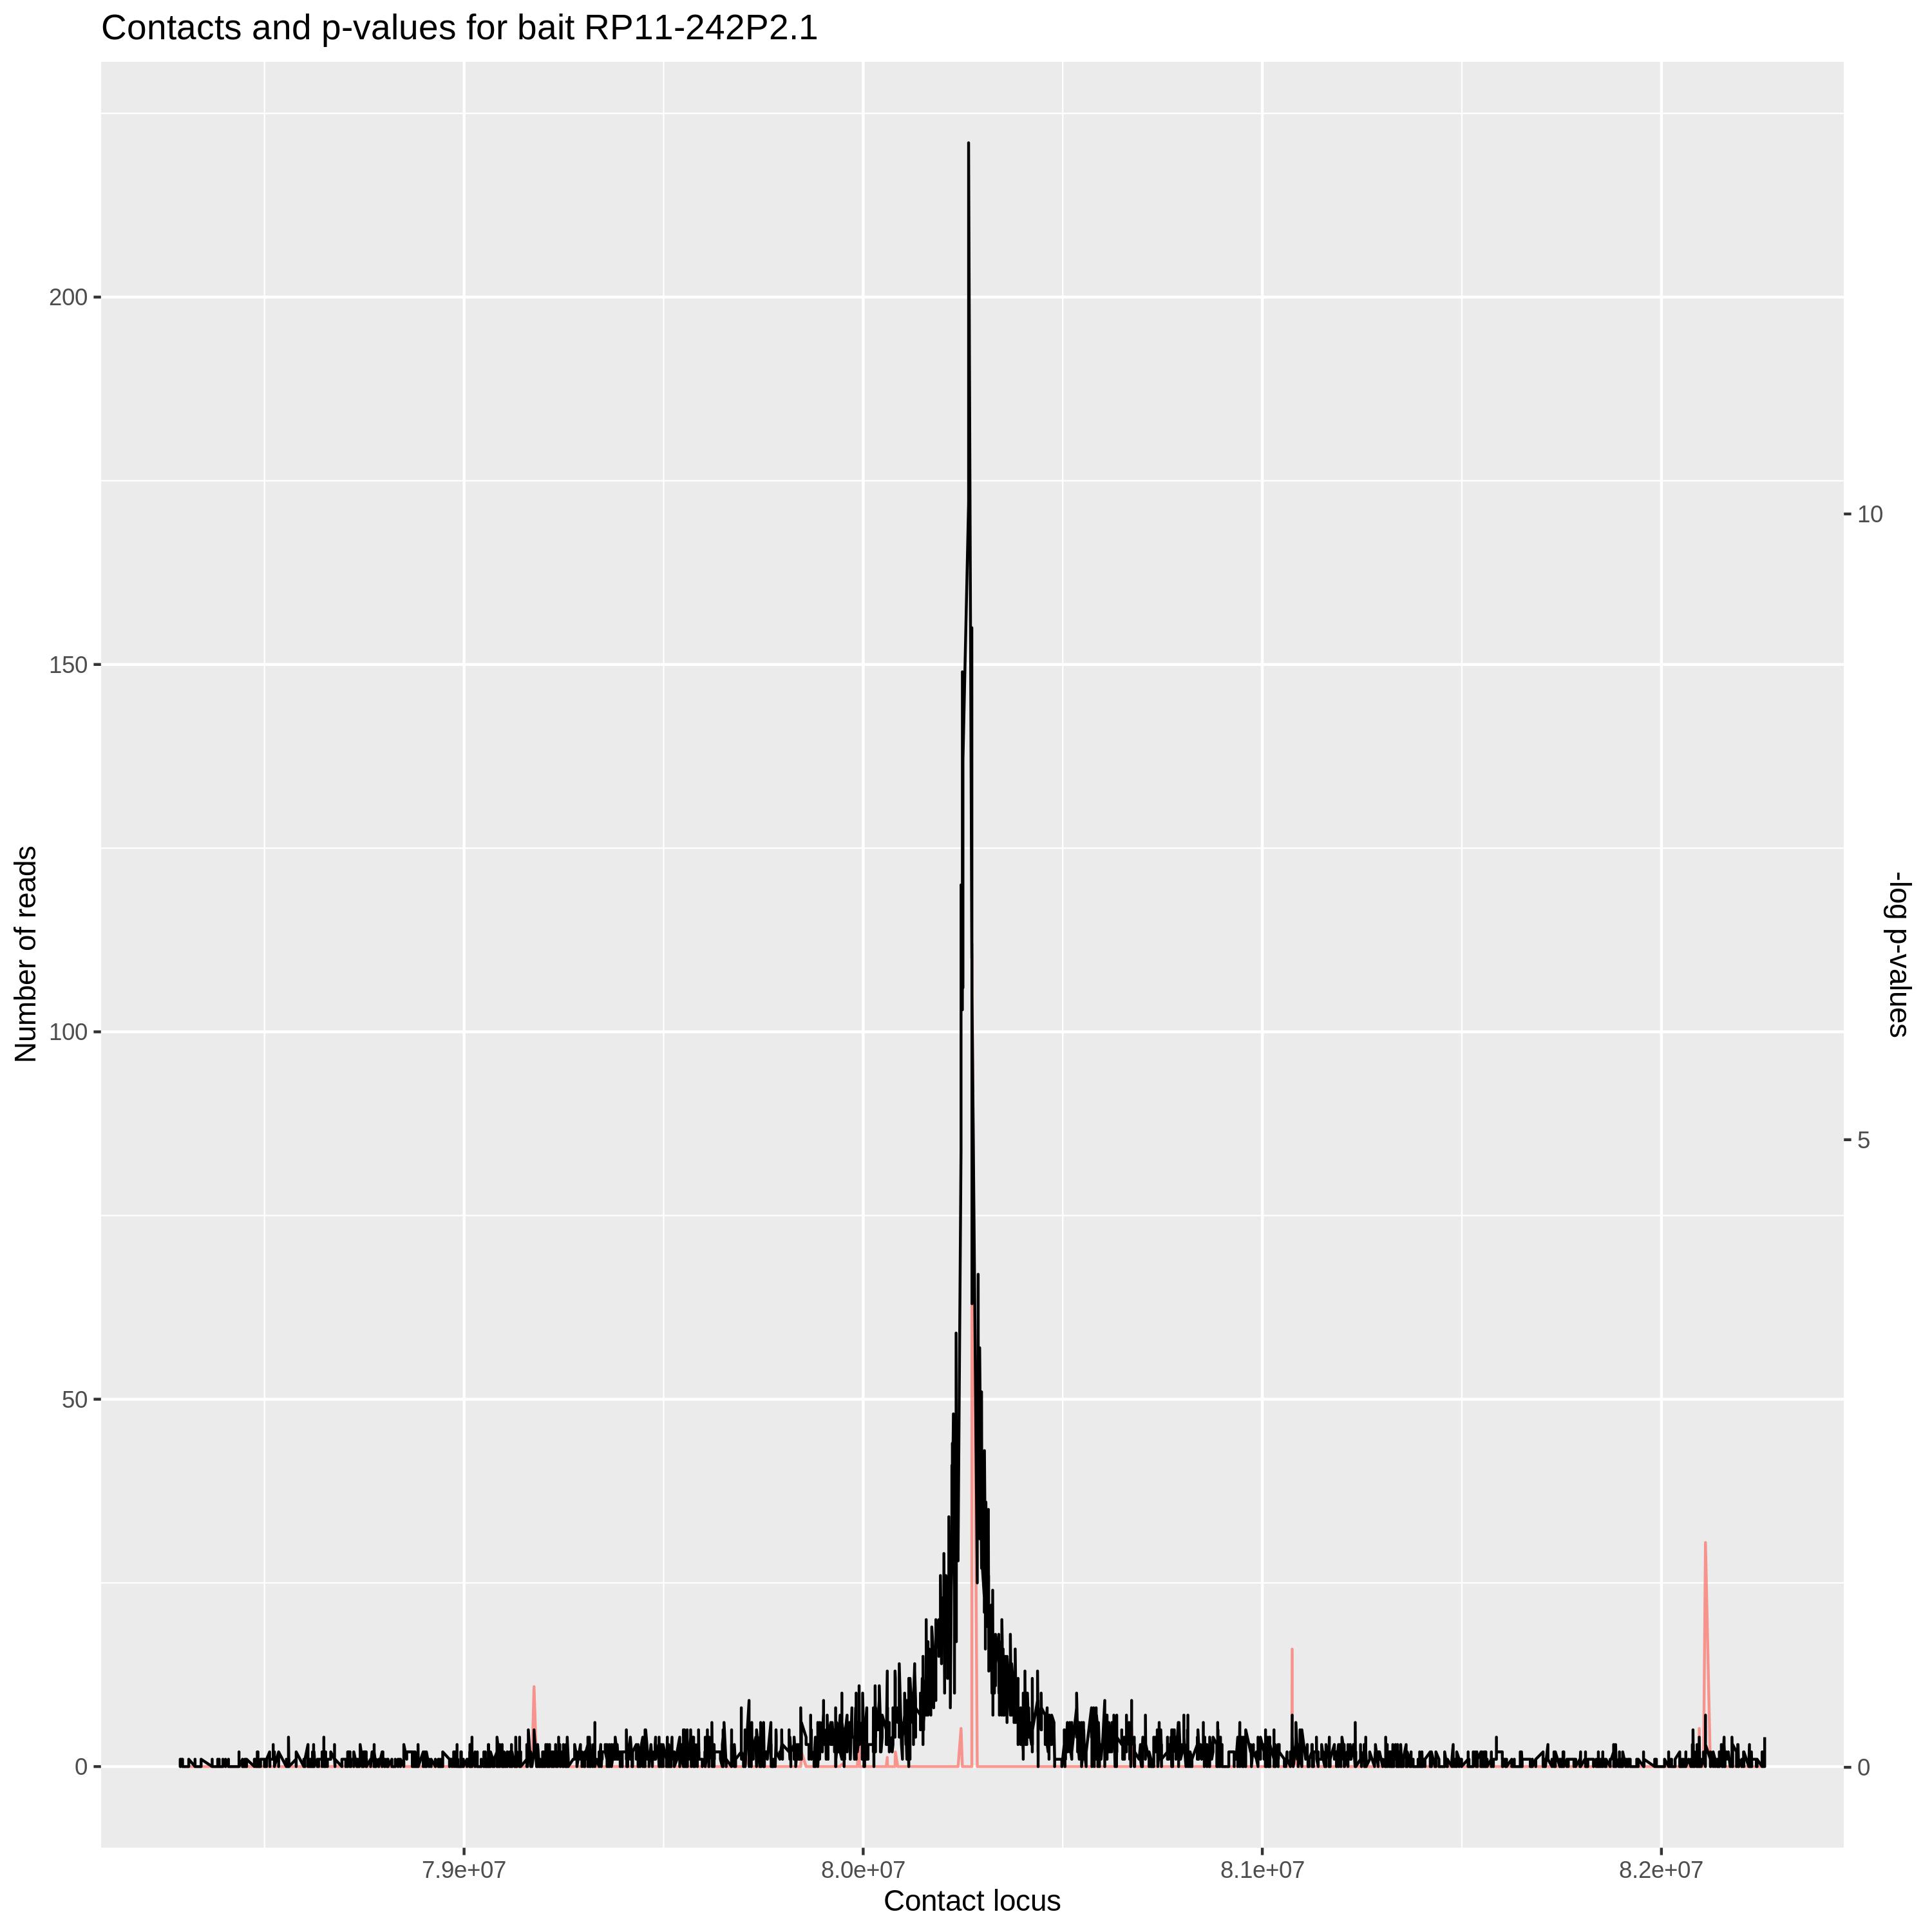 Contacts and p-values for bait RP11-242P2.1
Number of reads
200
150
100
50
0
10
5
0
-log p-values
7.9e+07
8.0e+07
8.1e+07
8.2e+07
Contact locus